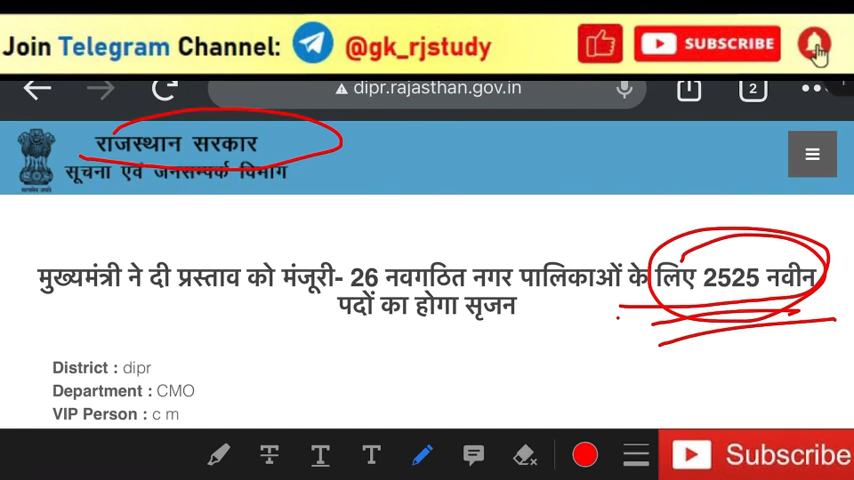 Join Telegram Channel: @gk_rjstudy SUBSCRIBE
dipr.rajasthan.gov.in 2
राजस्थान सरकार
सूचना एवं जनसम्पर्क विभाग
मुख्यमंत्री ने दी प्रस्ताव को मंजूरी- 26 नवगठित नगर पालिकाओं के लिए 2525 नवीन
पदों का होगा सृजन
District : dipr
Department : CMO
VIP Person : c m
T T T Subscribe